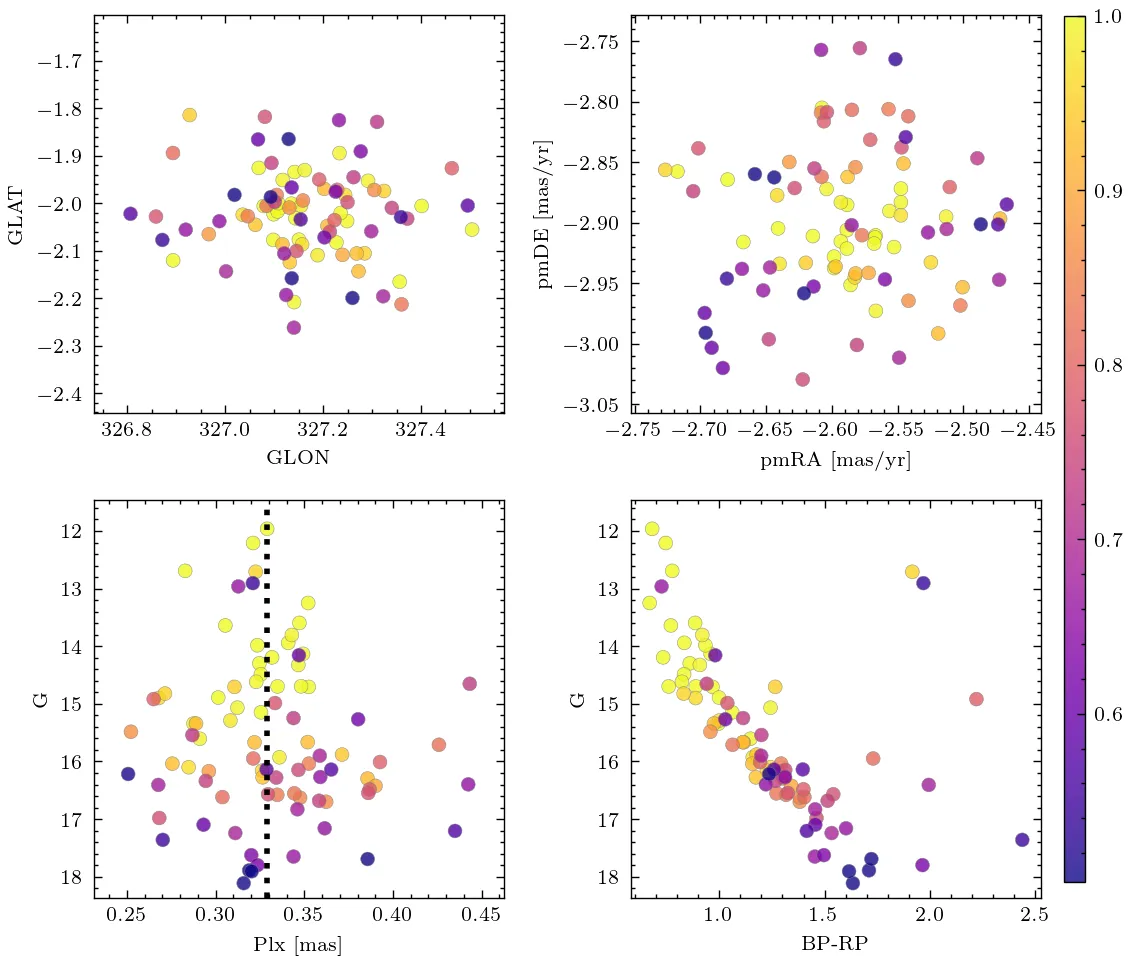 −1.7
−1.8
−1.9
−2.0
−2.1
−2.2
−2.3
−2.4
GLAT
326.8 327.0 327.2 327.4
GLON
−2.75
−2.80
−2.85
−2.90
−2.95
−3.00
−3.05
pmDE [mas/yr]
−2.75 −2.70 −2.65 −2.60 −2.55 −2.50 −2.45
pmRA [mas/yr]
1.0
0.9
0.8
0.7
0.6
12
13
14
15
16
17
18
G
0.25 0.30 0.35 0.40 0.45
Plx [mas]
12
13
14
15
16
17
18
G
1.0 1.5 2.0 2.5
BP-RP